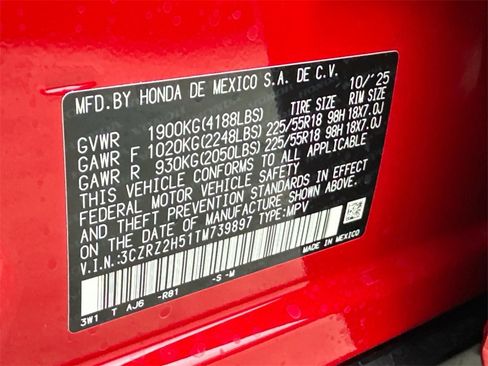 MFD.BY HONDA DE MEXICO S.A. DE C.V. 10/'25
TIRE SIZE RIM SIZE
GVWR 1900KG(4188LBS)
GAWR F 1020KG(2248LBS) 225/55R18 98H 18X7.0J
GAWR R 930KG(2050LBS) 225/55R18 98H 18X7.0J
THIS VEHICLE CONFORMS TO ALL APPLICABLE
FEDERAL MOTOR VEHICLE SAFETY
AND THEFT PREVENTION STANDARDS IN EFFECT
ON THE DATE OF MANUFACTURE SHOWN ABOVE.
V.I.N.:3CZRZ2H51TM739897 TYPE:MPV
MADE IN MEXICO
3W1 T AJ6 -R81 -S -M